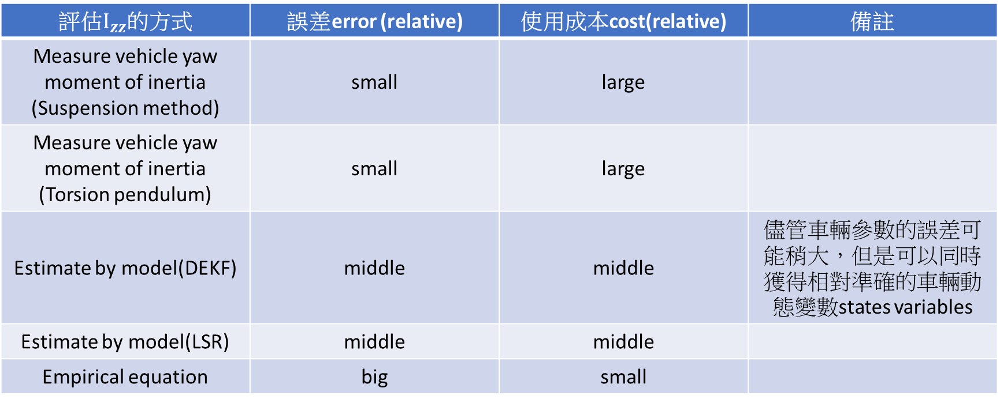 評估Izz的方式
誤差error (relative)
使用成本cost(relative)
備註
Measure vehicle yaw
moment of inertia
(Suspension method)
small
large
Measure vehicle yaw
moment of inertia
(Torsion pendulum)
small
large
Estimate by model(DEKF)
middle
middle
儘管車輛參數的誤差可
能稍大，但是可以同時
獲得相對準確的車輛動
態變數states variables
Estimate by model(LSR)
middle
middle
Empirical equation
big
small